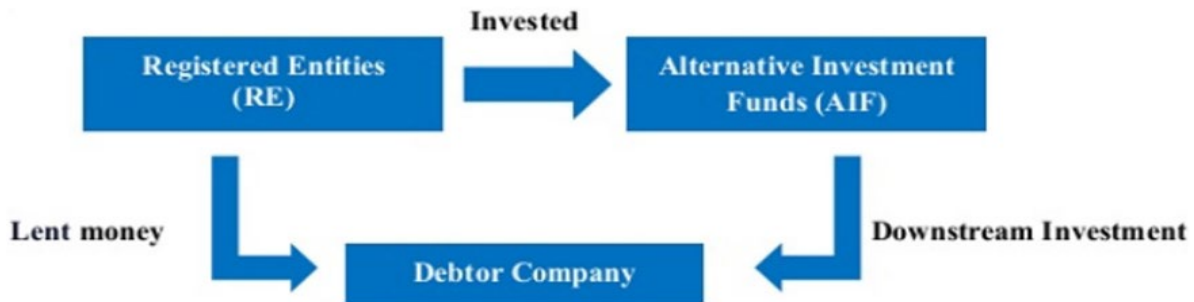 Invested
Registered Entities
(RE)
Alternative Investment
Funds (AIF)
Lent money
Downstream Investment
Debtor Company